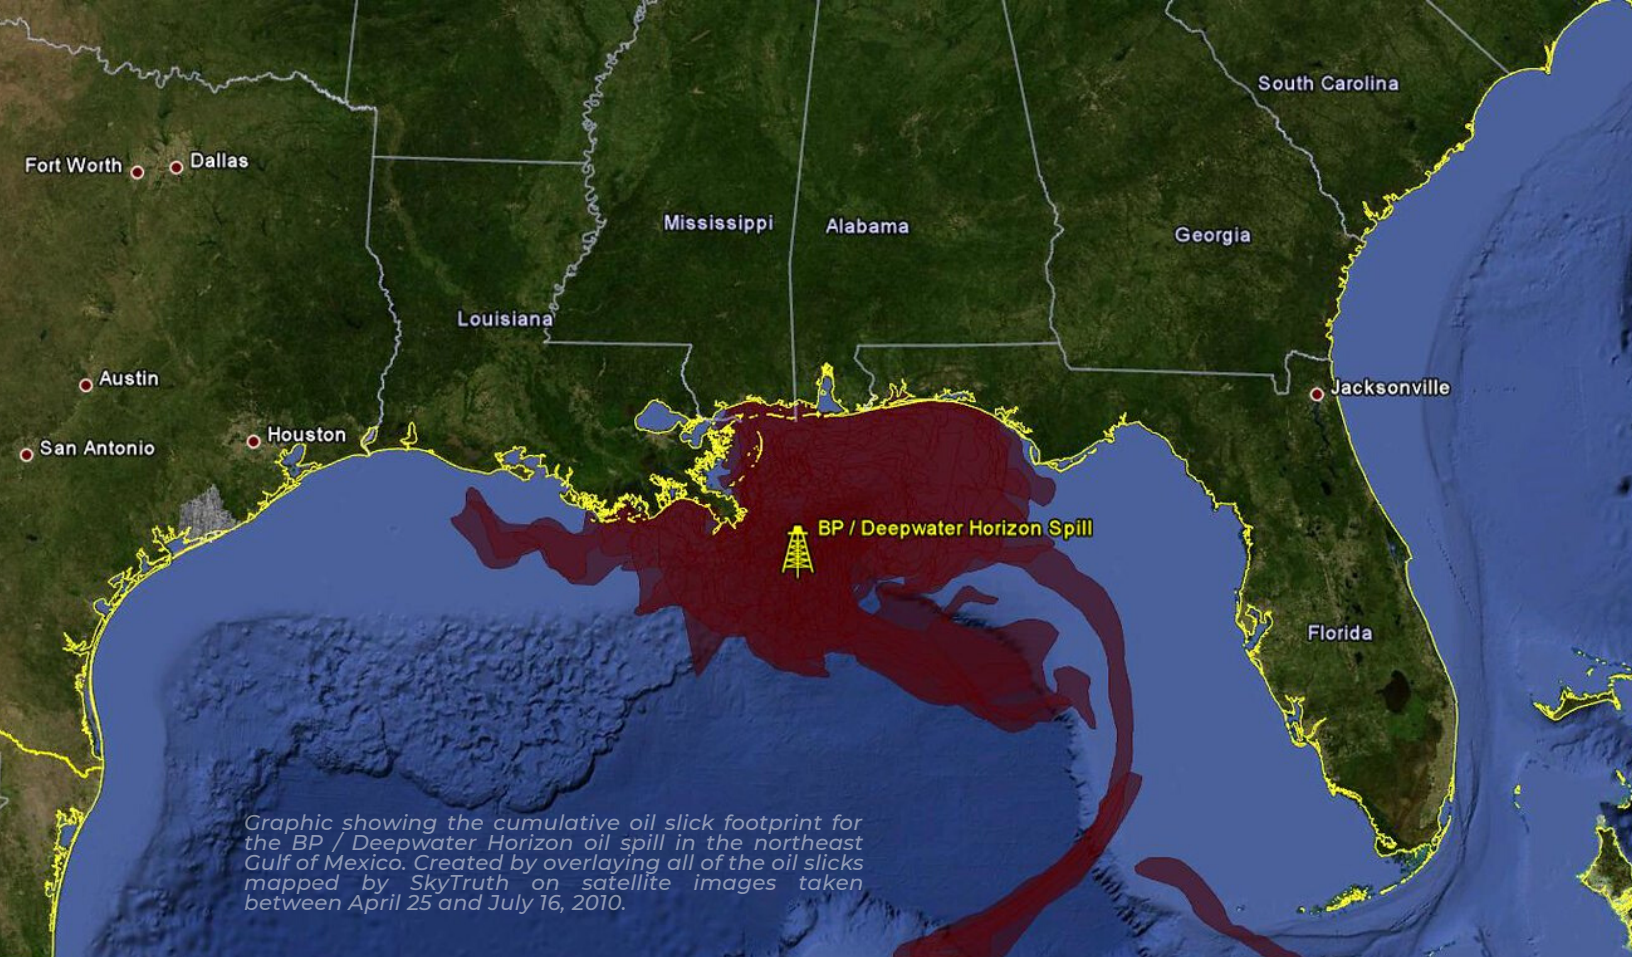 South Carolina
Fort Worth
Dallas
Mississippi
Alabama
Georgia
Louisiana
Austin
Jacksonville
San Antonio
Houston
BP / Deepwater Horizon Spill
Florida
Graphic showing the cumulative oil slick footprint for
the BP / Deepwater Horizon oil spill in the northeast
Gulf of Mexico. Created by overlaying all of the oil slicks
mapped by SkyTruth on satellite images taken
between April 25 and July 16, 2010.